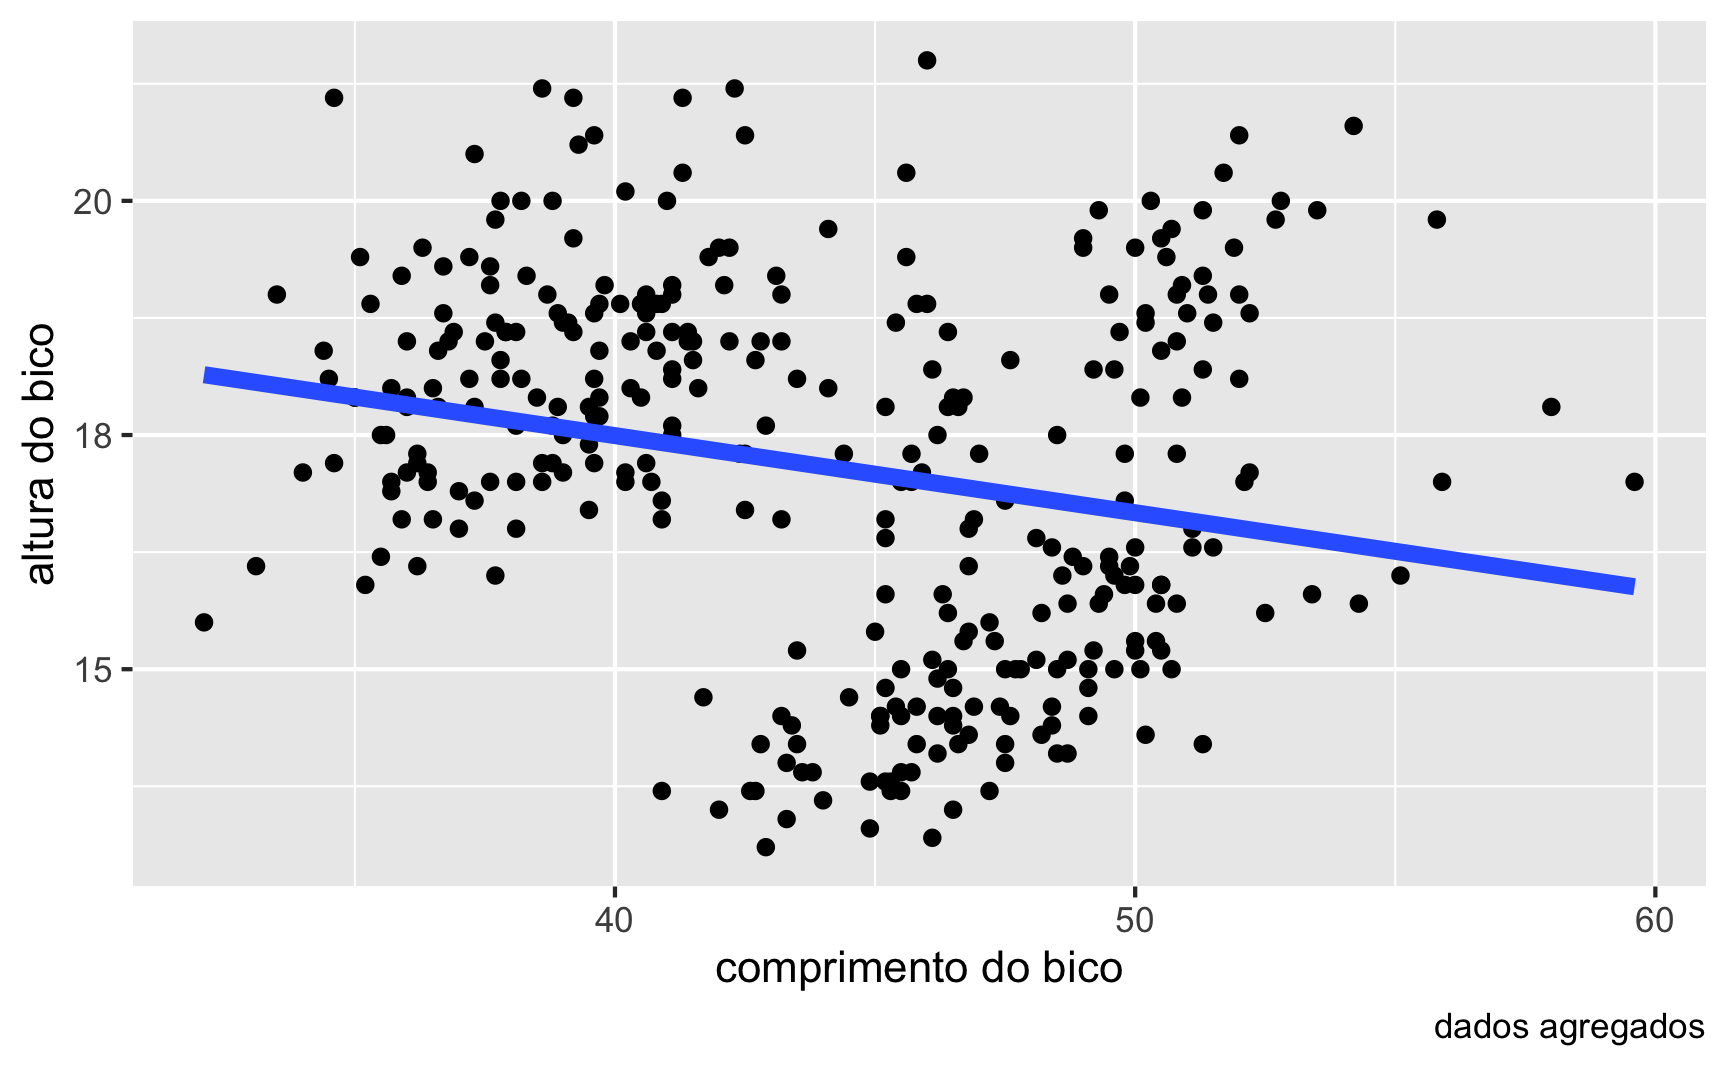 altura do bico
20
18
15
40 50 60
comprimento do bico
dados agregados